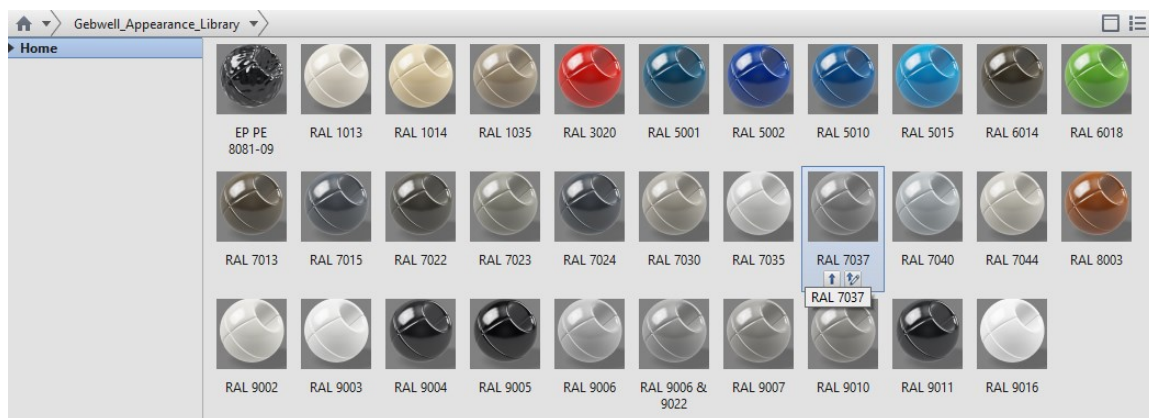 Gebwell_Appearance_Library
Home
EP PE
8081-09
RAL 1013
RAL 1014
RAL 1035
RAL 3020
RAL 5001
RAL 5002
RAL 5010
RAL 5015
RAL 6014
RAL 6018
RAL 7013
RAL 7015
RAL 7022
RAL 7023
RAL 7024
RAL 7030
RAL 7035
RAL 7037
RAL 7040
RAL 7044
RAL 8003
RAL 7037
RAL 9002
RAL 9003
RAL 9004
RAL 9005
RAL 9006
RAL 9006 &
9022
RAL 9007
RAL 9010
RAL 9011
RAL 9016